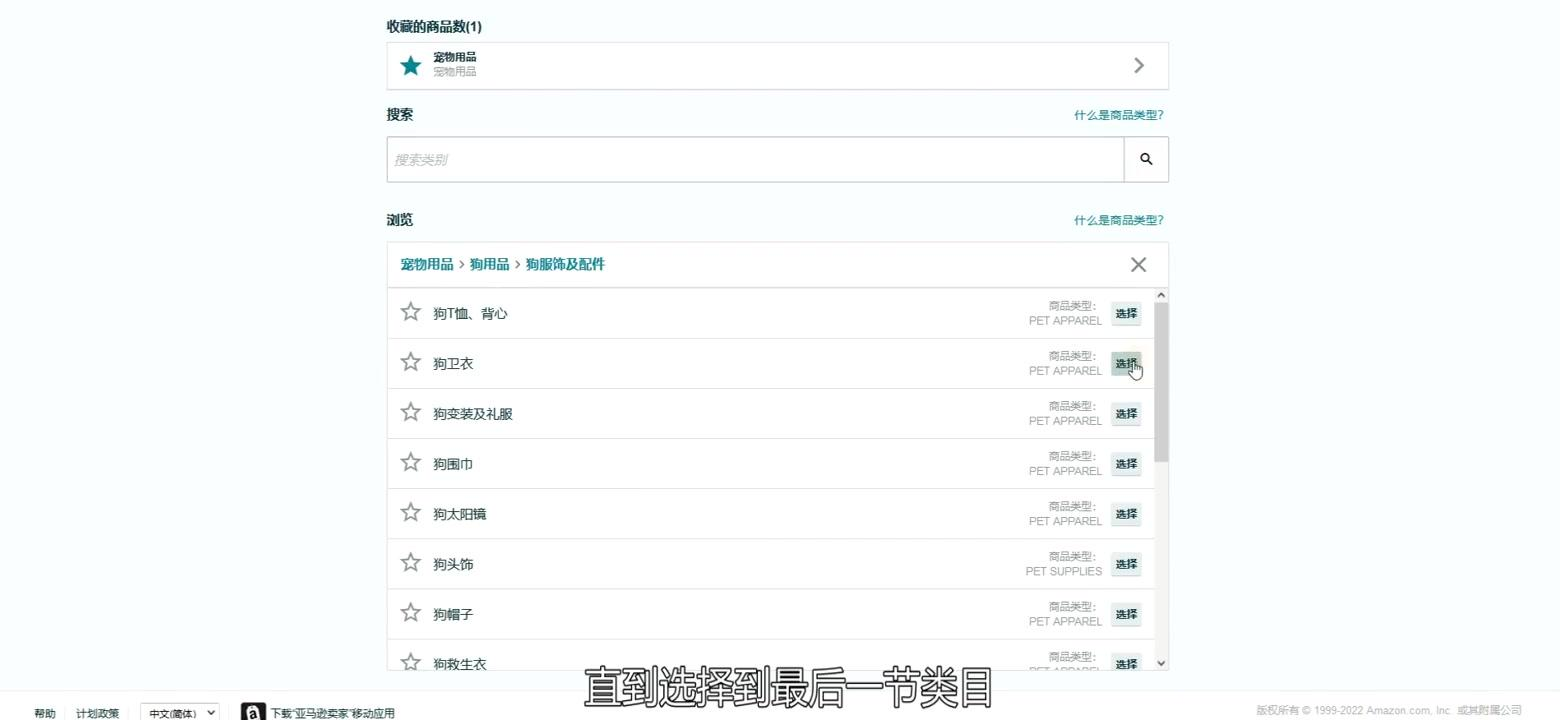 收藏的商品数(1)
宠物用品
宠物用品
搜索
什么是商品类型?
搜索类别
浏览
什么是商品类型?
宠物用品 > 狗用品 > 狗服饰及配件
狗T恤、背心
商品类型:
PET APPAREL
选择
狗卫衣
商品类型:
PET APPAREL
选择
狗变装及礼服
商品类型:
PET APPAREL
选择
狗围巾
商品类型:
PET APPAREL
选择
狗太阳镜
商品类型:
PET APPAREL
选择
狗头饰
商品类型:
PET SUPPLIES
选择
狗帽子
商品类型:
PET APPAREL
选择
狗救生衣
商品类型:
PET APPAREL
选择
直到选择到最后一节类目
帮助
计划政策
中文(简体)
下载"亚马逊卖家"移动应用
版权所有 © 1999-2022 Amazon.com, Inc. 或其附属公司